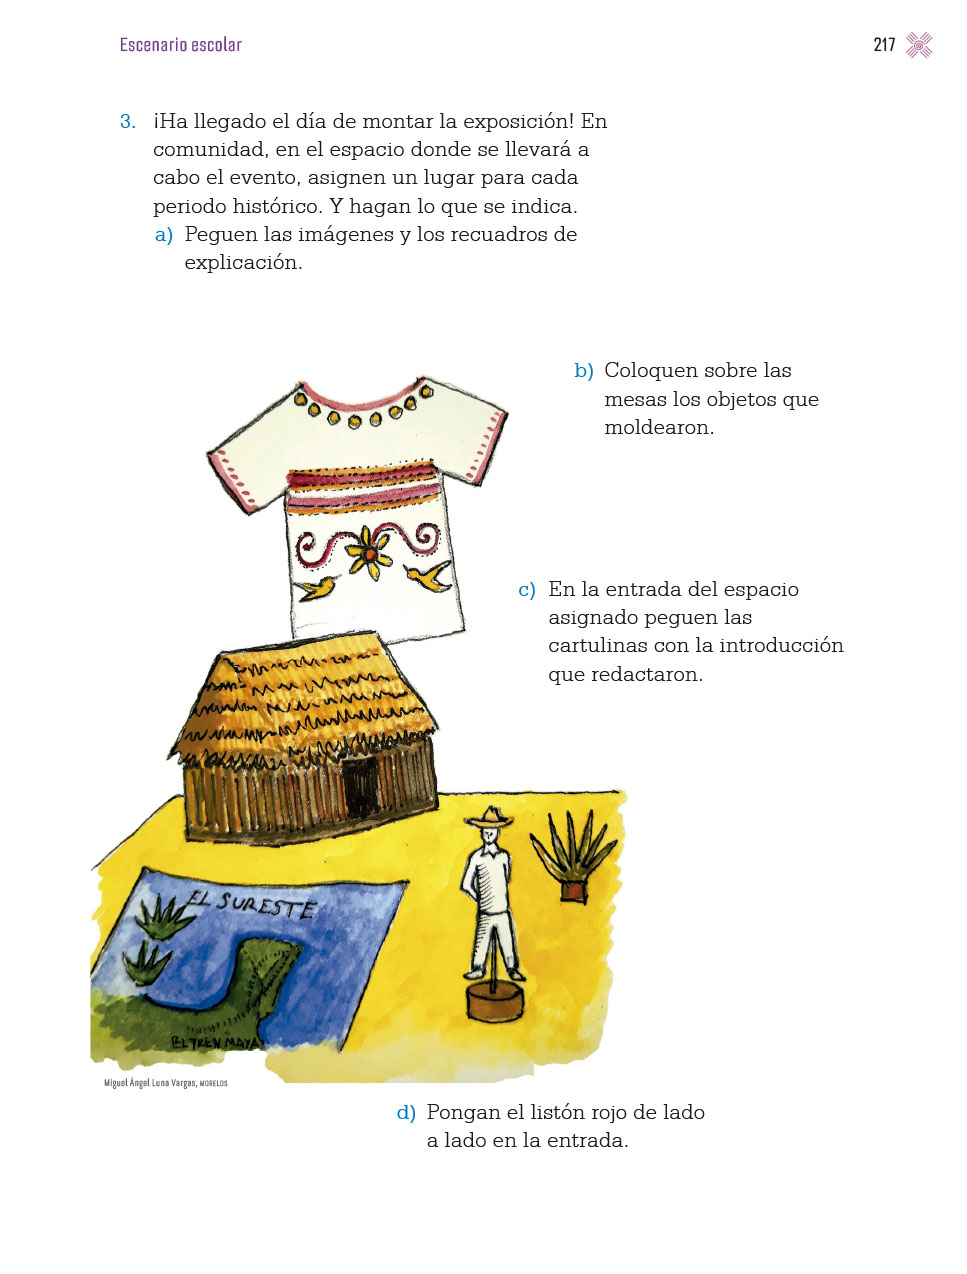 Escenario escolar
217
3. ¡Ha llegado el día de montar la exposición! En
comunidad, en el espacio donde se llevará a
cabo el evento, asignen un lugar para cada
periodo histórico. Y hagan lo que se indica.
a) Peguen las imágenes y los recuadros de
explicación.
b) Coloquen sobre las
mesas los objetos que
moldearon.
c) En la entrada del espacio
asignado peguen las
cartulinas con la introducción
que redactaron.
EL SURESTE
EL TREN MAYA
Miguel Ángel Luna Vargas, MORELOS
d) Pongan el listón rojo de lado
a lado en la entrada.